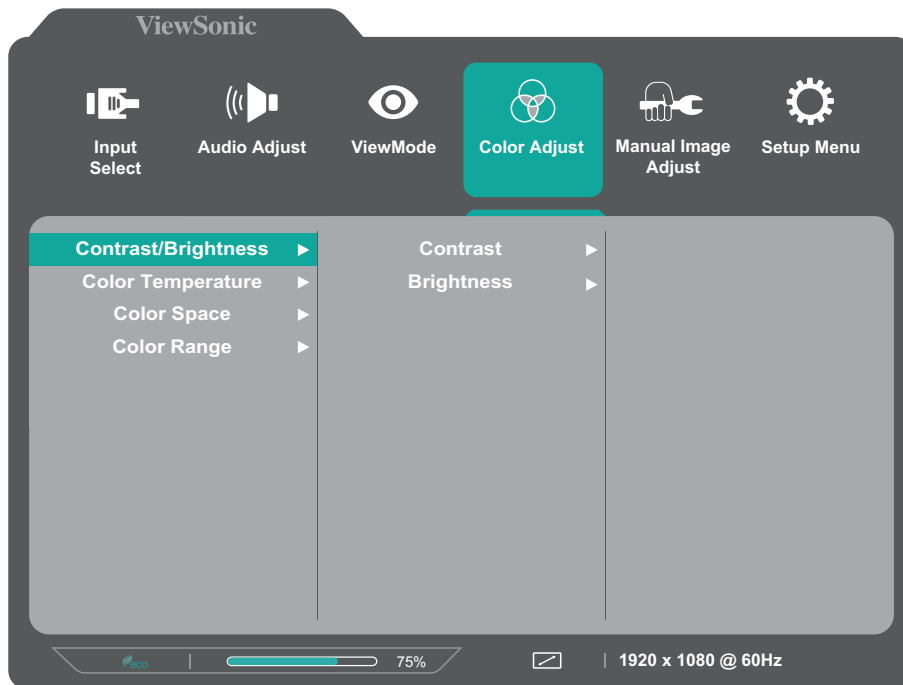 ViewSonic
Input
Select
Audio Adjust
ViewMode
Color Adjust
Manual Image
Adjust
Setup Menu
Contrast/Brightness
Contrast
Color Temperature
Brightness
Color Space
Color Range
eco
75%
1920 x 1080 @ 60Hz